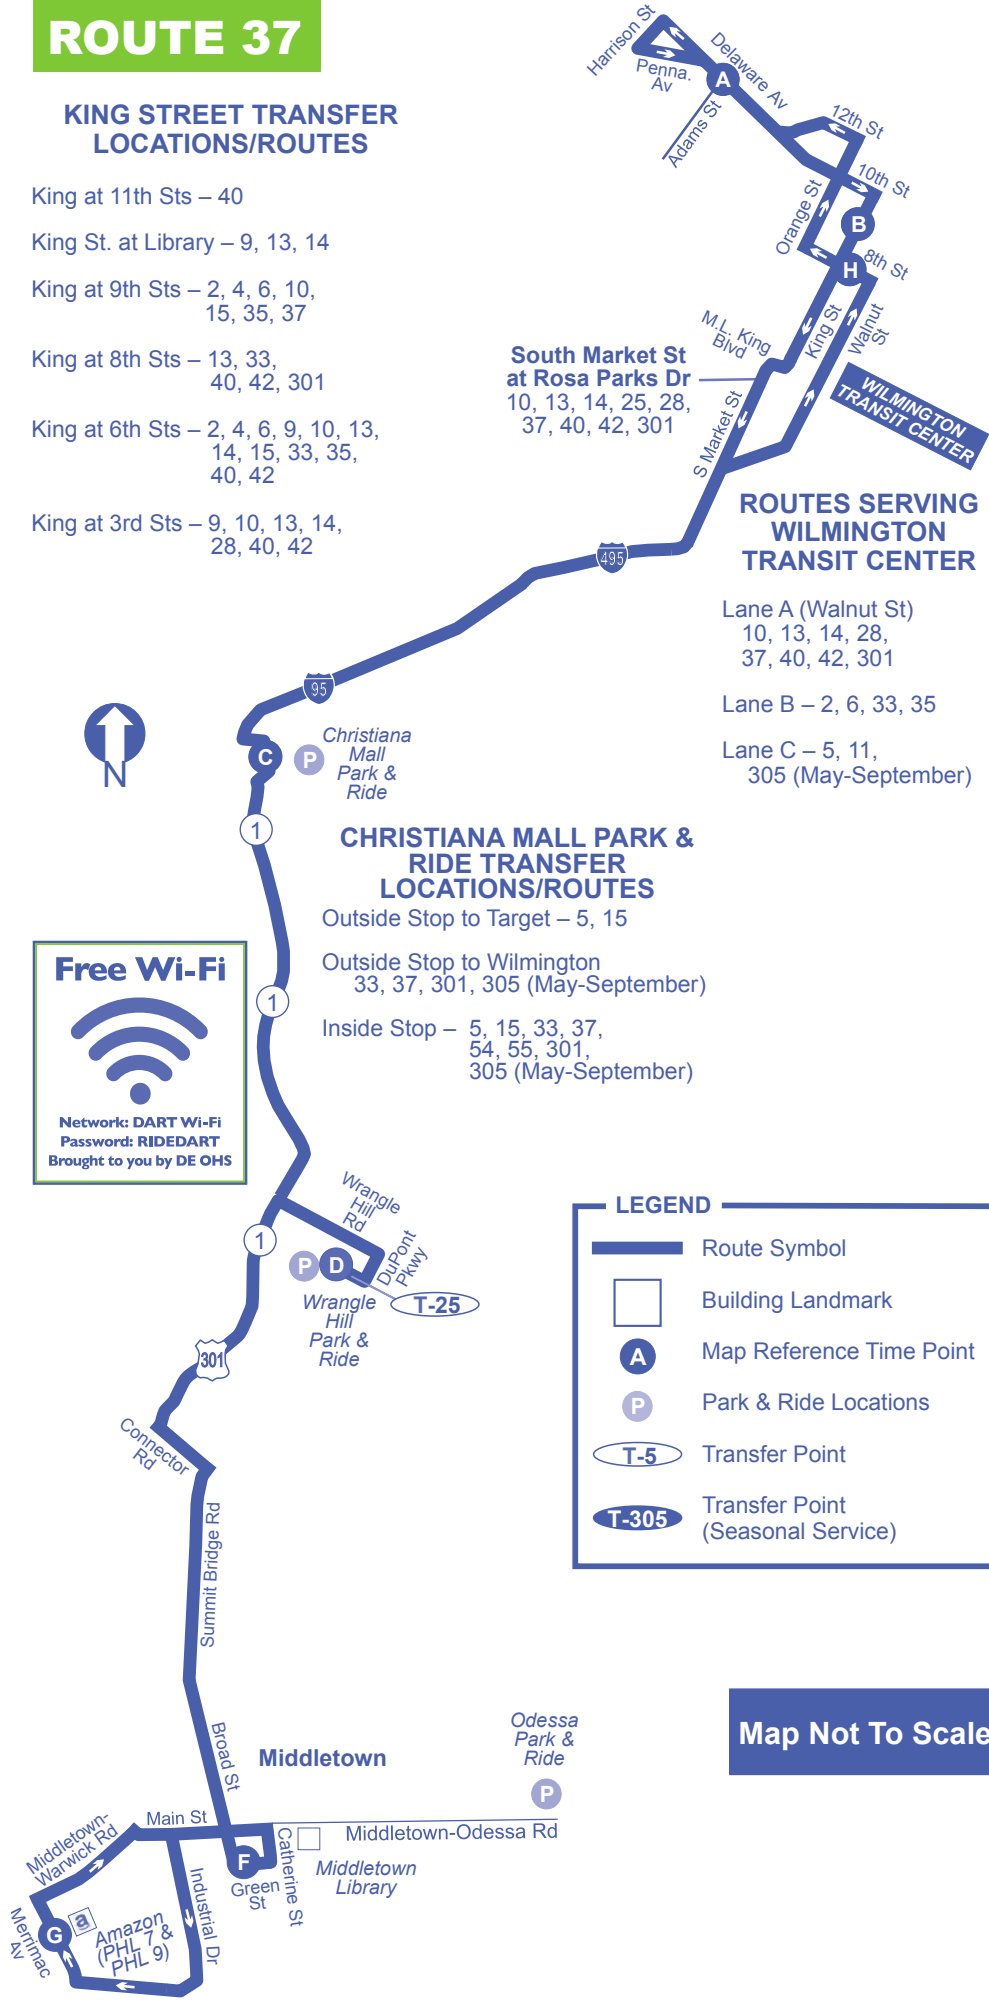 ROUTE 37
KING STREET TRANSFER
LOCATIONS/ROUTES
King at 11th Sts – 40
King St. at Library – 9, 13, 14
King at 9th Sts – 2, 4, 6, 10,
15, 35, 37
King at 8th Sts – 13, 33,
40, 42, 301
King at 6th Sts – 2, 4, 6, 9, 10, 13,
14, 15, 33, 35,
40, 42
King at 3rd Sts – 9, 10, 13, 14,
28, 40, 42
Harrison St
Penna.
Av
Delaware Av
A
Adams St
12th St
10th St
Orange St
B
H
8th St
King St
Walnut
St
M.L. King
Blvd
South Market St
at Rosa Parks Dr
10, 13, 14, 25, 28,
37, 40, 42, 301
S Market St
WILMINGTON
TRANSIT CENTER
ROUTES SERVING
WILMINGTON
TRANSIT CENTER
Lane A (Walnut St)
10, 13, 14, 28,
37, 40, 42, 301
Lane B – 2, 6, 33, 35
Lane C – 5, 11,
305 (May-September)
495
95
N
C
P
Christiana
Mall
Park &
Ride
1
CHRISTIANA MALL PARK &
RIDE TRANSFER
LOCATIONS/ROUTES
Outside Stop to Target – 5, 15
Outside Stop to Wilmington
33, 37, 301, 305 (May-September)
Inside Stop – 5, 15, 33, 37,
54, 55, 301,
305 (May-September)
Free Wi-Fi
Network: DART Wi-Fi
Password: RIDEDART
Brought to you by DE OHS
1
Wrangle
Hill
Rd
DuPont
Pkwy
1
P
D
T-25
Wrangle
Hill
Park &
Ride
301
Connector
Rd
Summit Bridge Rd
LEGEND
Route Symbol
Building Landmark
A
Map Reference Time Point
P
Park & Ride Locations
T-5
Transfer Point
T-305
Transfer Point
(Seasonal Service)
Map Not To Scale
Broad St
Middletown
Odessa
Park &
Ride
P
Main St
Middletown-Odessa Rd
Middletown-
Warwick Rd
F
Green
St
Catherine St
Middletown
Library
Industrial Dr
G
a
Amazon
(PHL 7 &
PHL 9)
Merrimac
Av